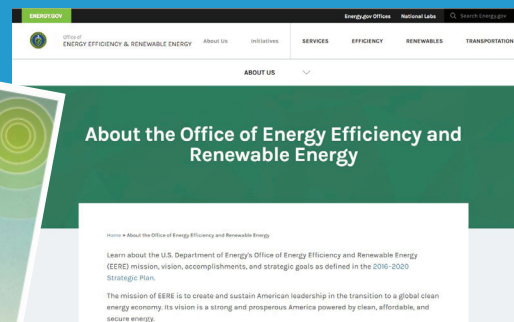 ENERGY.GOV
Energy.gov Offices National Labs Search Energy.gov
Office of
ENERGY EFFICIENCY & RENEWABLE ENERGY
About Us Initiatives SERVICES EFFICIENCY RENEWABLES TRANSPORTATION
ABOUT US
About the Office of Energy Efficiency and
Renewable Energy
Home » About the Office of Energy Efficiency and Renewable Energy
Learn about the U.S. Department of Energy's Office of Energy Efficiency and Renewable Energy
(EERE) mission, vision, accomplishments, and strategic goals as defined in the 2016-2020
Strategic Plan.
The mission of EERE is to create and sustain American leadership in the transition to a global clean
energy economy. Its vision is a strong and prosperous America powered by clean, affordable, and
secure energy.